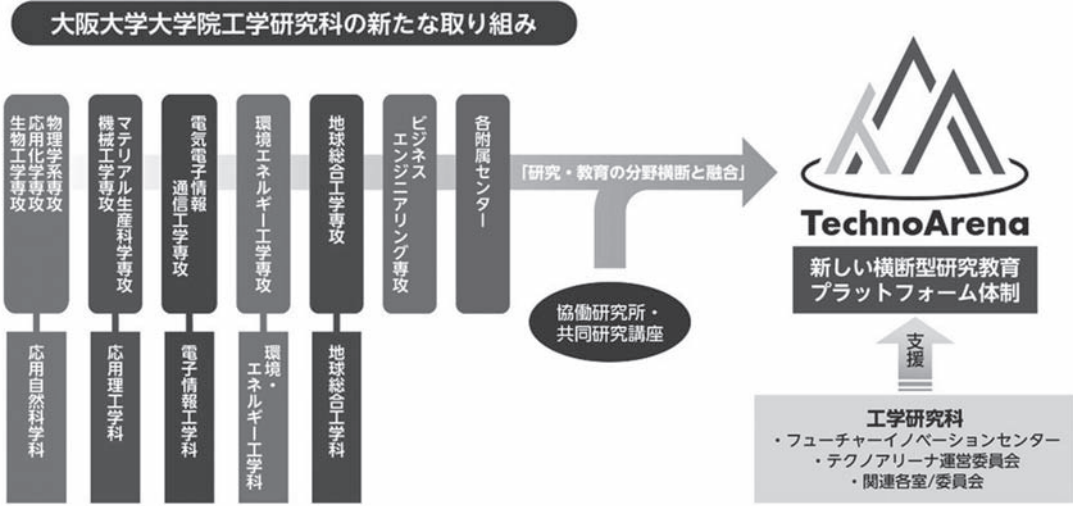 大阪大学大学院工学研究科の新たな取り組み
物理学系専攻
応用化学専攻
生物工学専攻
マテリアル生産科学専攻
機械工学専攻
電気電子情報
通信工学専攻
環境エネルギー工学専攻
地球総合工学専攻
ビジネス
エンジニアリング専攻
各附属センター
「研究・教育の分野横断と融合」
TechnoArena
新しい横断型研究教育
プラットフォーム体制
協働研究所・
共同研究講座
支援
応用自然科学科
応用理工学科
電子情報工学科
環境・
エネルギー工学科
地球総合工学科
工学研究科
・フューチャーイノベーションセンター
・テクノアリーナ運営委員会
・関連各室/委員会